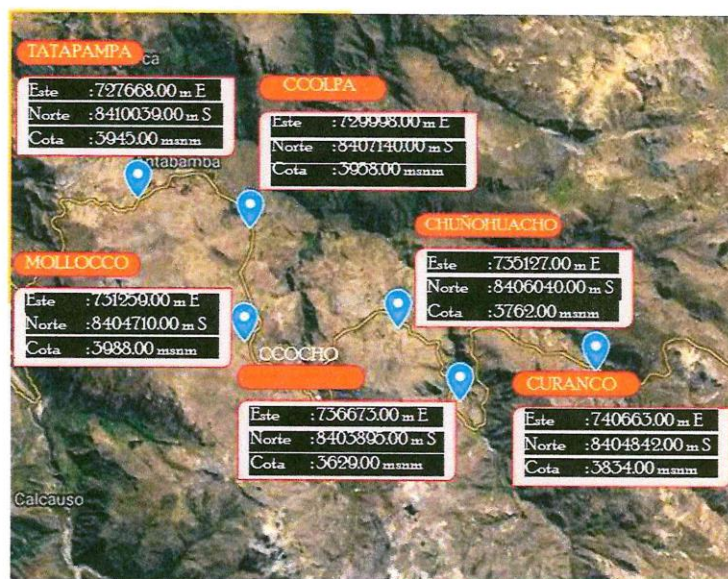 TATAPAMPA
ca
Este :727668.00 m E
Norte :8410039.00 m S
Cota :3945.00 msnm
CCOLPA
Este :729998.00 m E
Norte :8407140.00 m S
Cota :3958.00 msnm
ntabamba
CHUÑOHUACHO
Este :735127.00 m E
Norte :8406040.00 m S
Cota :3762.00 msnm
MOLLOCCO
Este :731259.00 m E
Norte :8404710.00 m S
Cota :3988.00 msnm
CCOCHO
Este :736673.00 m E
Norte :8403895.00 m S
Cota :3629.00 msnm
CURANCO
Este :740663.00 m E
Norte :8404842.00 m S
Cota :3834.00 msnm
Calcauso